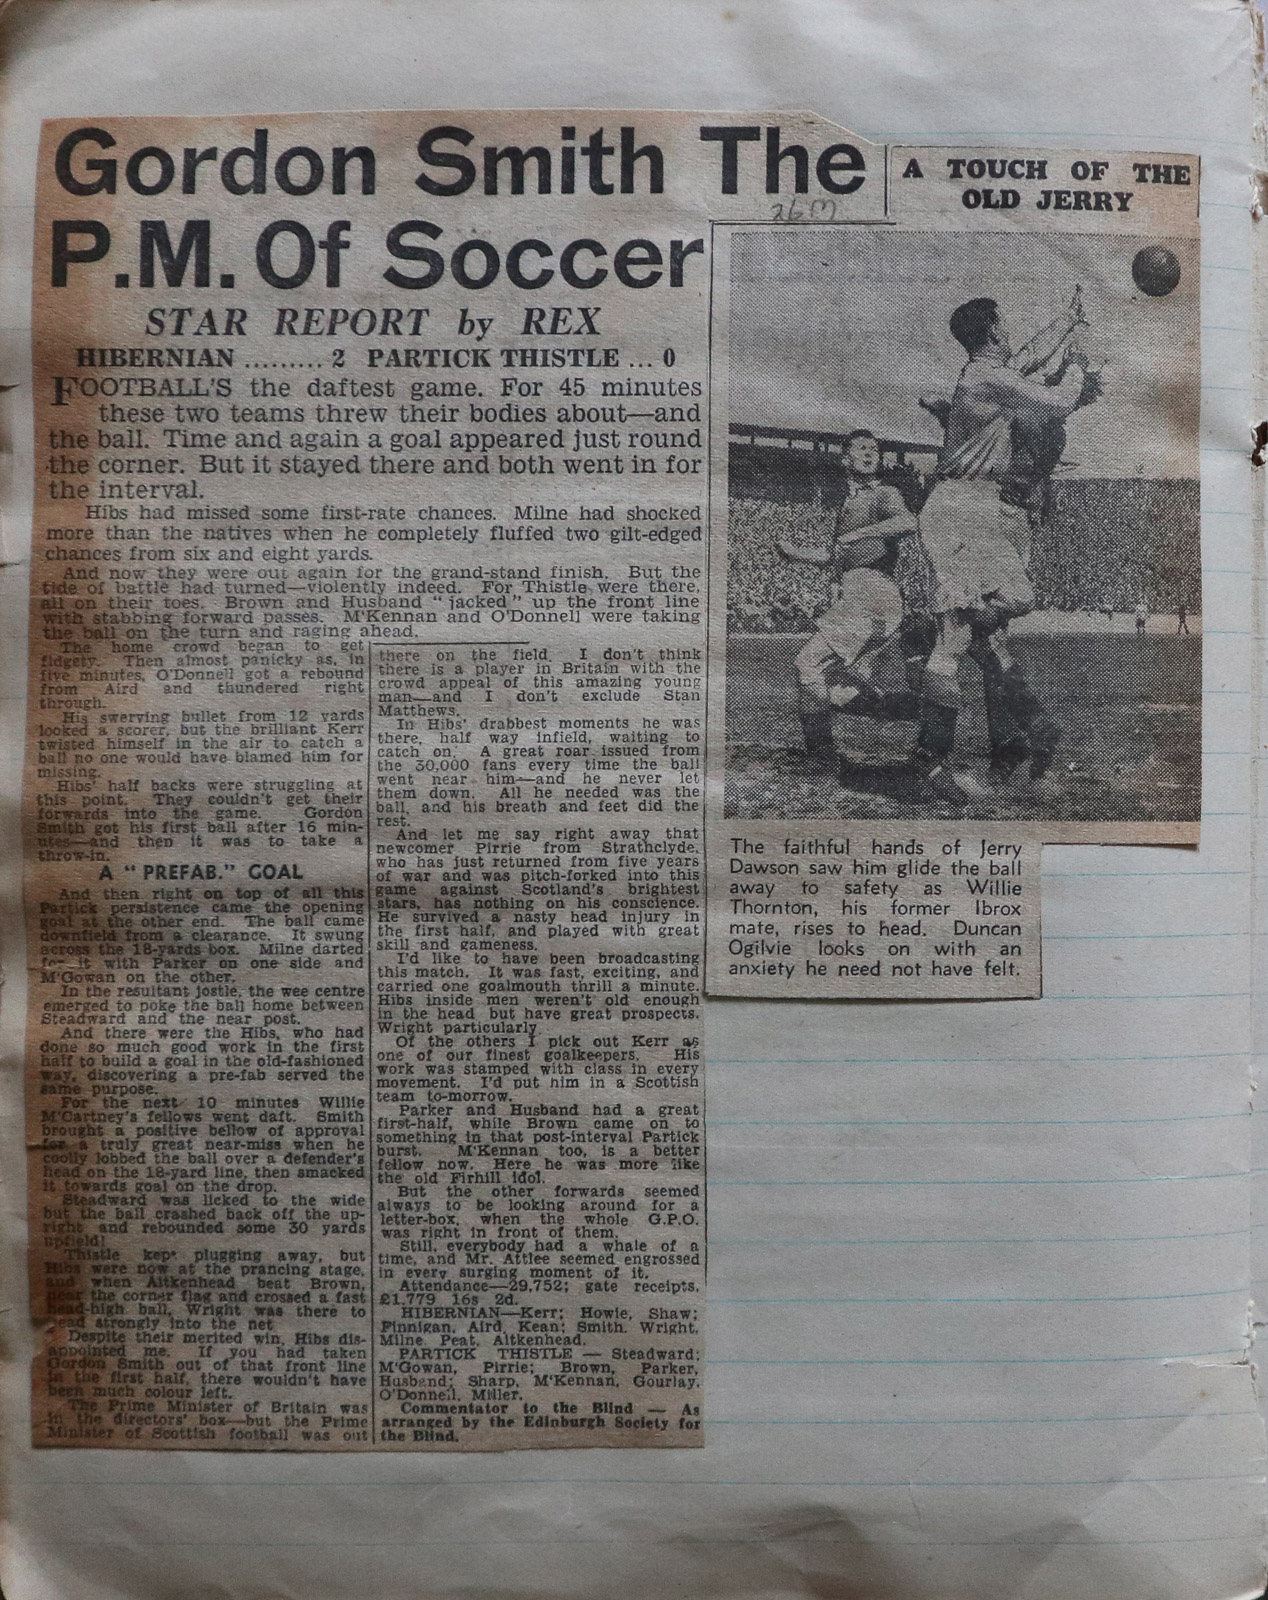 Gordon Smith The
P.M. Of Soccer
26M
STAR REPORT by REX
HIBERNIAN ......... 2 PARTICK THISTLE ... 0
FOOTBALL'S the daftest game. For 45 minutes
these two teams threw their bodies about—and
the ball. Time and again a goal appeared just round
the corner. But it stayed there and both went in for
the interval.
Hibs had missed some first-rate chances. Milne had shocked
more than the natives when he completely fluffed two gilt-edged
chances from six and eight yards.
And now they were out again for the grand-stand finish. But the
tide of battle had turned—violently indeed. For Thistle were there,
all on their toes. Brown and Husband "jacked" up the front line
with stabbing forward passes. M'Kennan and O'Donnell were taking
the ball on the turn and raging ahead.
The home crowd began to get
fidgety. Then almost panicky as, in
five minutes, O'Donnell got a rebound
from Aird and thundered right
through.
His swerving bullet from 12 yards
looked a scorer, but the brilliant Kerr
twisted himself in the air to catch a
ball no one would have blamed him for
missing.
Hibs' half backs were struggling at
this point. They couldn't get their
forwards into the game. Gordon
Smith got his first ball after 16 min-
utes—and then it was to take a
throw-in.
A "PREFAB." GOAL
And then right on top of all this
Partick persistence came the opening
goal at the other end. The ball came
downfield from a clearance. It swung
across the 18-yards box. Milne darted
for it with Parker on one side and
M'Gowan on the other.
In the resultant jostle, the wee centre
emerged to poke the ball home between
Steadward and the near post.
And there were the Hibs, who had
done so much good work in the first
half to build a goal in the old-fashioned
way, discovering a pre-fab served the
same purpose.
For the next 10 minutes Willie
M'Cartney's fellows went daft. Smith
brought a positive bellow of approval
for a truly great near-miss when he
coolly lobbed the ball over a defender's
head on the 18-yard line, then smacked
it towards goal on the drop.
Steadward was licked to the wide
but the ball crashed back off the up-
right and rebounded some 30 yards
upfield!
Thistle kept plugging away, but
Hibs were now at the prancing stage,
and when Aitkenhead beat Brown,
near the corner flag and crossed a fast
head-high ball, Wright was there to
head strongly into the net
Despite their merited win, Hibs dis-
appointed me. If you had taken
Gordon Smith out of that front line
in the first half, there wouldn't have
been much colour left.
The Prime Minister of Britain was
in the directors' box—but the Prime
Minister of Scottish football was out
there on the field. I don't think
there is a player in Britain with the
crowd appeal of this amazing young
man—and I don't exclude Stan
Matthews.
In Hibs' drabbest moments he was
there, half way infield, waiting to
catch on. A great roar issued from
the 30,000 fans every time the ball
went near him—and he never let
them down. All he needed was the
ball, and his breath and feet did the
rest.
And let me say right away that
newcomer Pirrie from Strathclyde,
who has just returned from five years
of war and was pitch-forked into this
game against Scotland's brightest
stars, has nothing on his conscience.
He survived a nasty head injury in
the first half, and played with great
skill and gameness.
I'd like to have been broadcasting
this match. It was fast, exciting, and
carried one goalmouth thrill a minute.
Hibs inside men weren't old enough
in the head but have great prospects.
Wright particularly.
Of the others I pick out Kerr as
one of our finest goalkeepers. His
work was stamped with class in every
movement. I'd put him in a Scottish
team to-morrow.
Parker and Husband had a great
first-half, while Brown came on to
something in that post-interval Partick
burst. M'Kennan too, is a better
fellow now. Here he was more like
the old Firhill idol.
But the other forwards seemed
always to be looking around for a
letter-box, when the whole G.P.O.
was right in front of them.
Still, everybody had a whale of a
time, and Mr. Attlee seemed engrossed
in every surging moment of it.
Attendance—29,752; gate receipts,
£1,779 16s 2d.
HIBERNIAN—Kerr; Howie, Shaw;
Finnigan, Aird, Kean; Smith, Wright,
Milne, Peat, Aitkenhead.
PARTICK THISTLE — Steadward;
M'Gowan, Pirrie; Brown, Parker,
Husband; Sharp, M'Kennan, Gourlay,
O'Donnell, Miller.
Commentator to the Blind — As
arranged by the Edinburgh Society for
the Blind.
A TOUCH OF THE
OLD JERRY
The faithful hands of Jerry
Dawson saw him glide the ball
away to safety as Willie
Thornton, his former Ibrox
mate, rises to head. Duncan
Ogilvie looks on with an
anxiety he need not have felt.